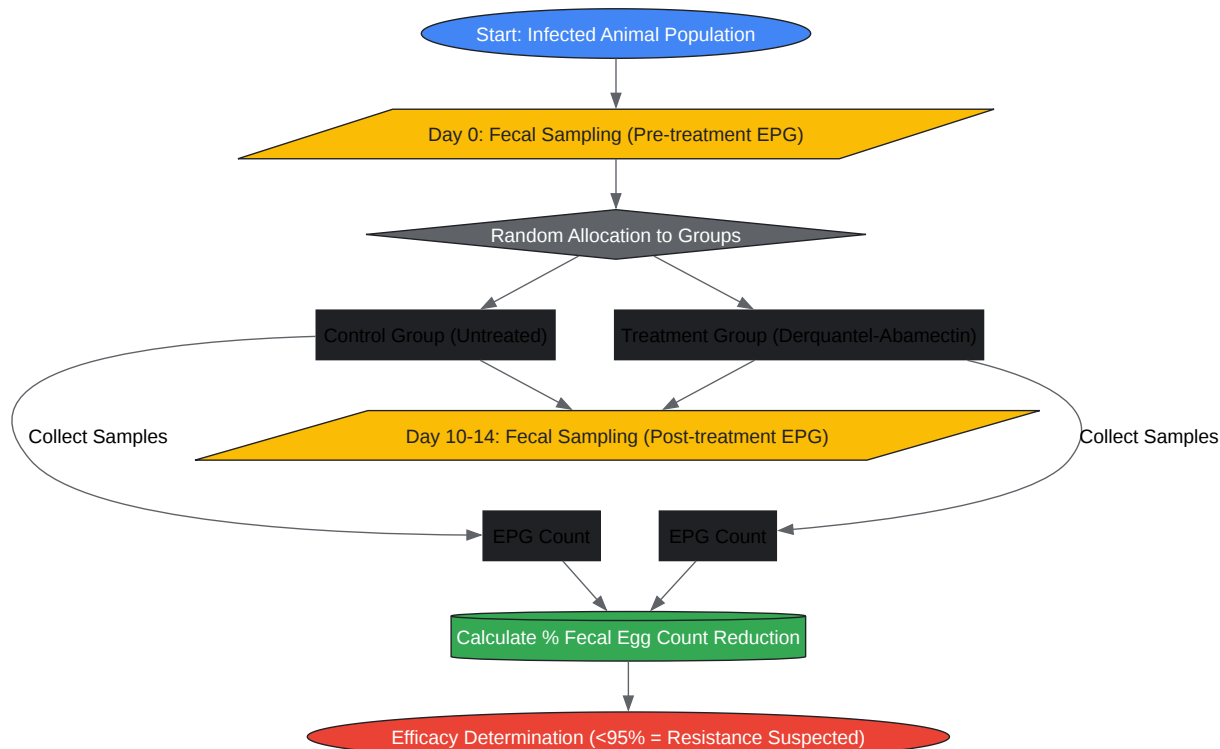 Start: Infected Animal Population
Day 0: Fecal Sampling (Pre-treatment EPG)
Random Allocation to Groups
Control Group (Untreated)
Treatment Group (Derquantel-Abamectin)
Day 10-14: Fecal Sampling (Post-treatment EPG)
Collect Samples
Collect Samples
EPG Count
EPG Count
Calculate % Fecal Egg Count Reduction
Efficacy Determination (<95% = Resistance Suspected)